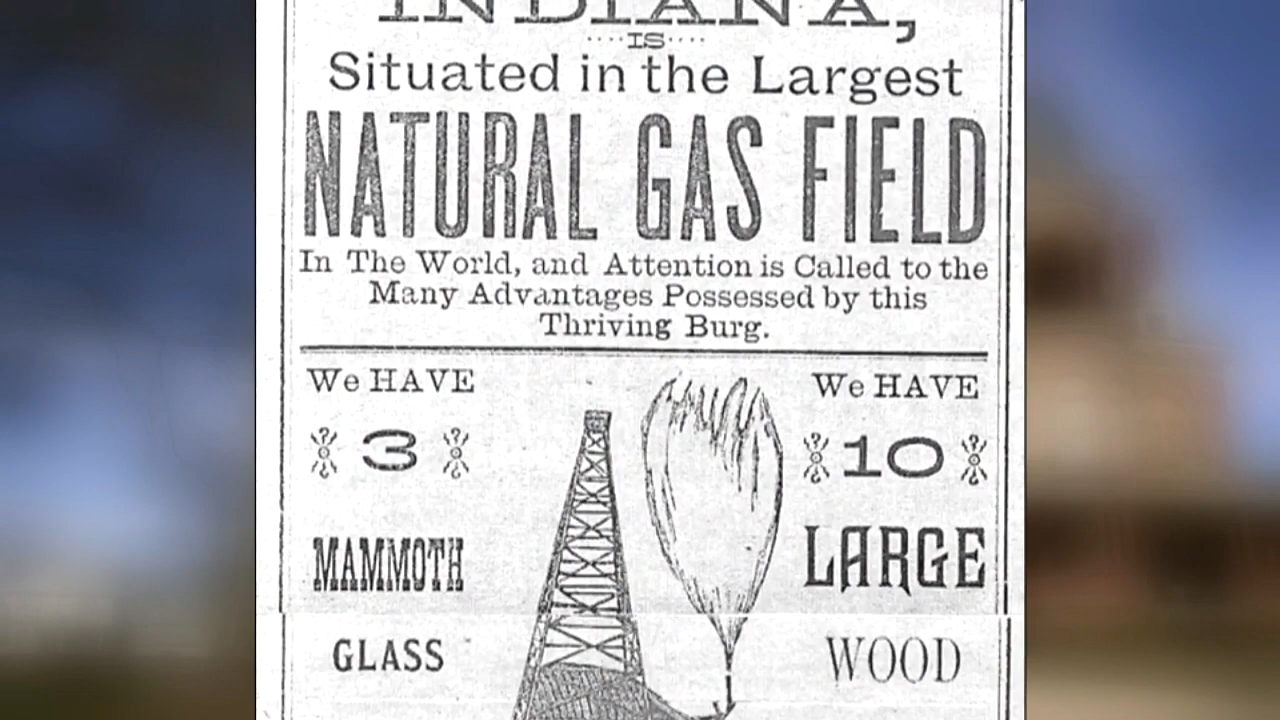 INDIANA,
IS
Situated in the Largest
NATURAL GAS FIELD
In The World, and Attention is Called to the
Many Advantages Possessed by this
Thriving Burg.
We HAVE
3
MAMMOTH
GLASS
We HAVE
10
LARGE
WOOD